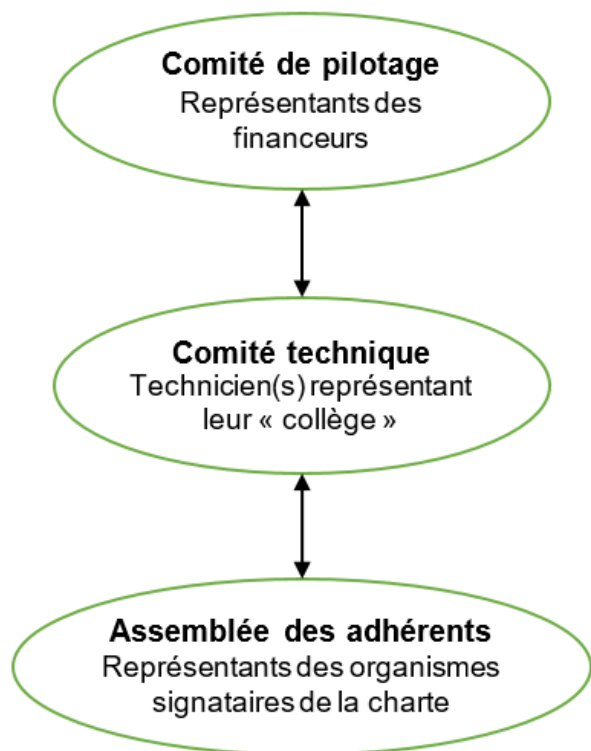 Comité de pilotage
Représentants des
financeurs
Comité technique
Technicien(s) représentant
leur « collège »
Assemblée des adhérents
Représentants des organismes
signataires de la charte